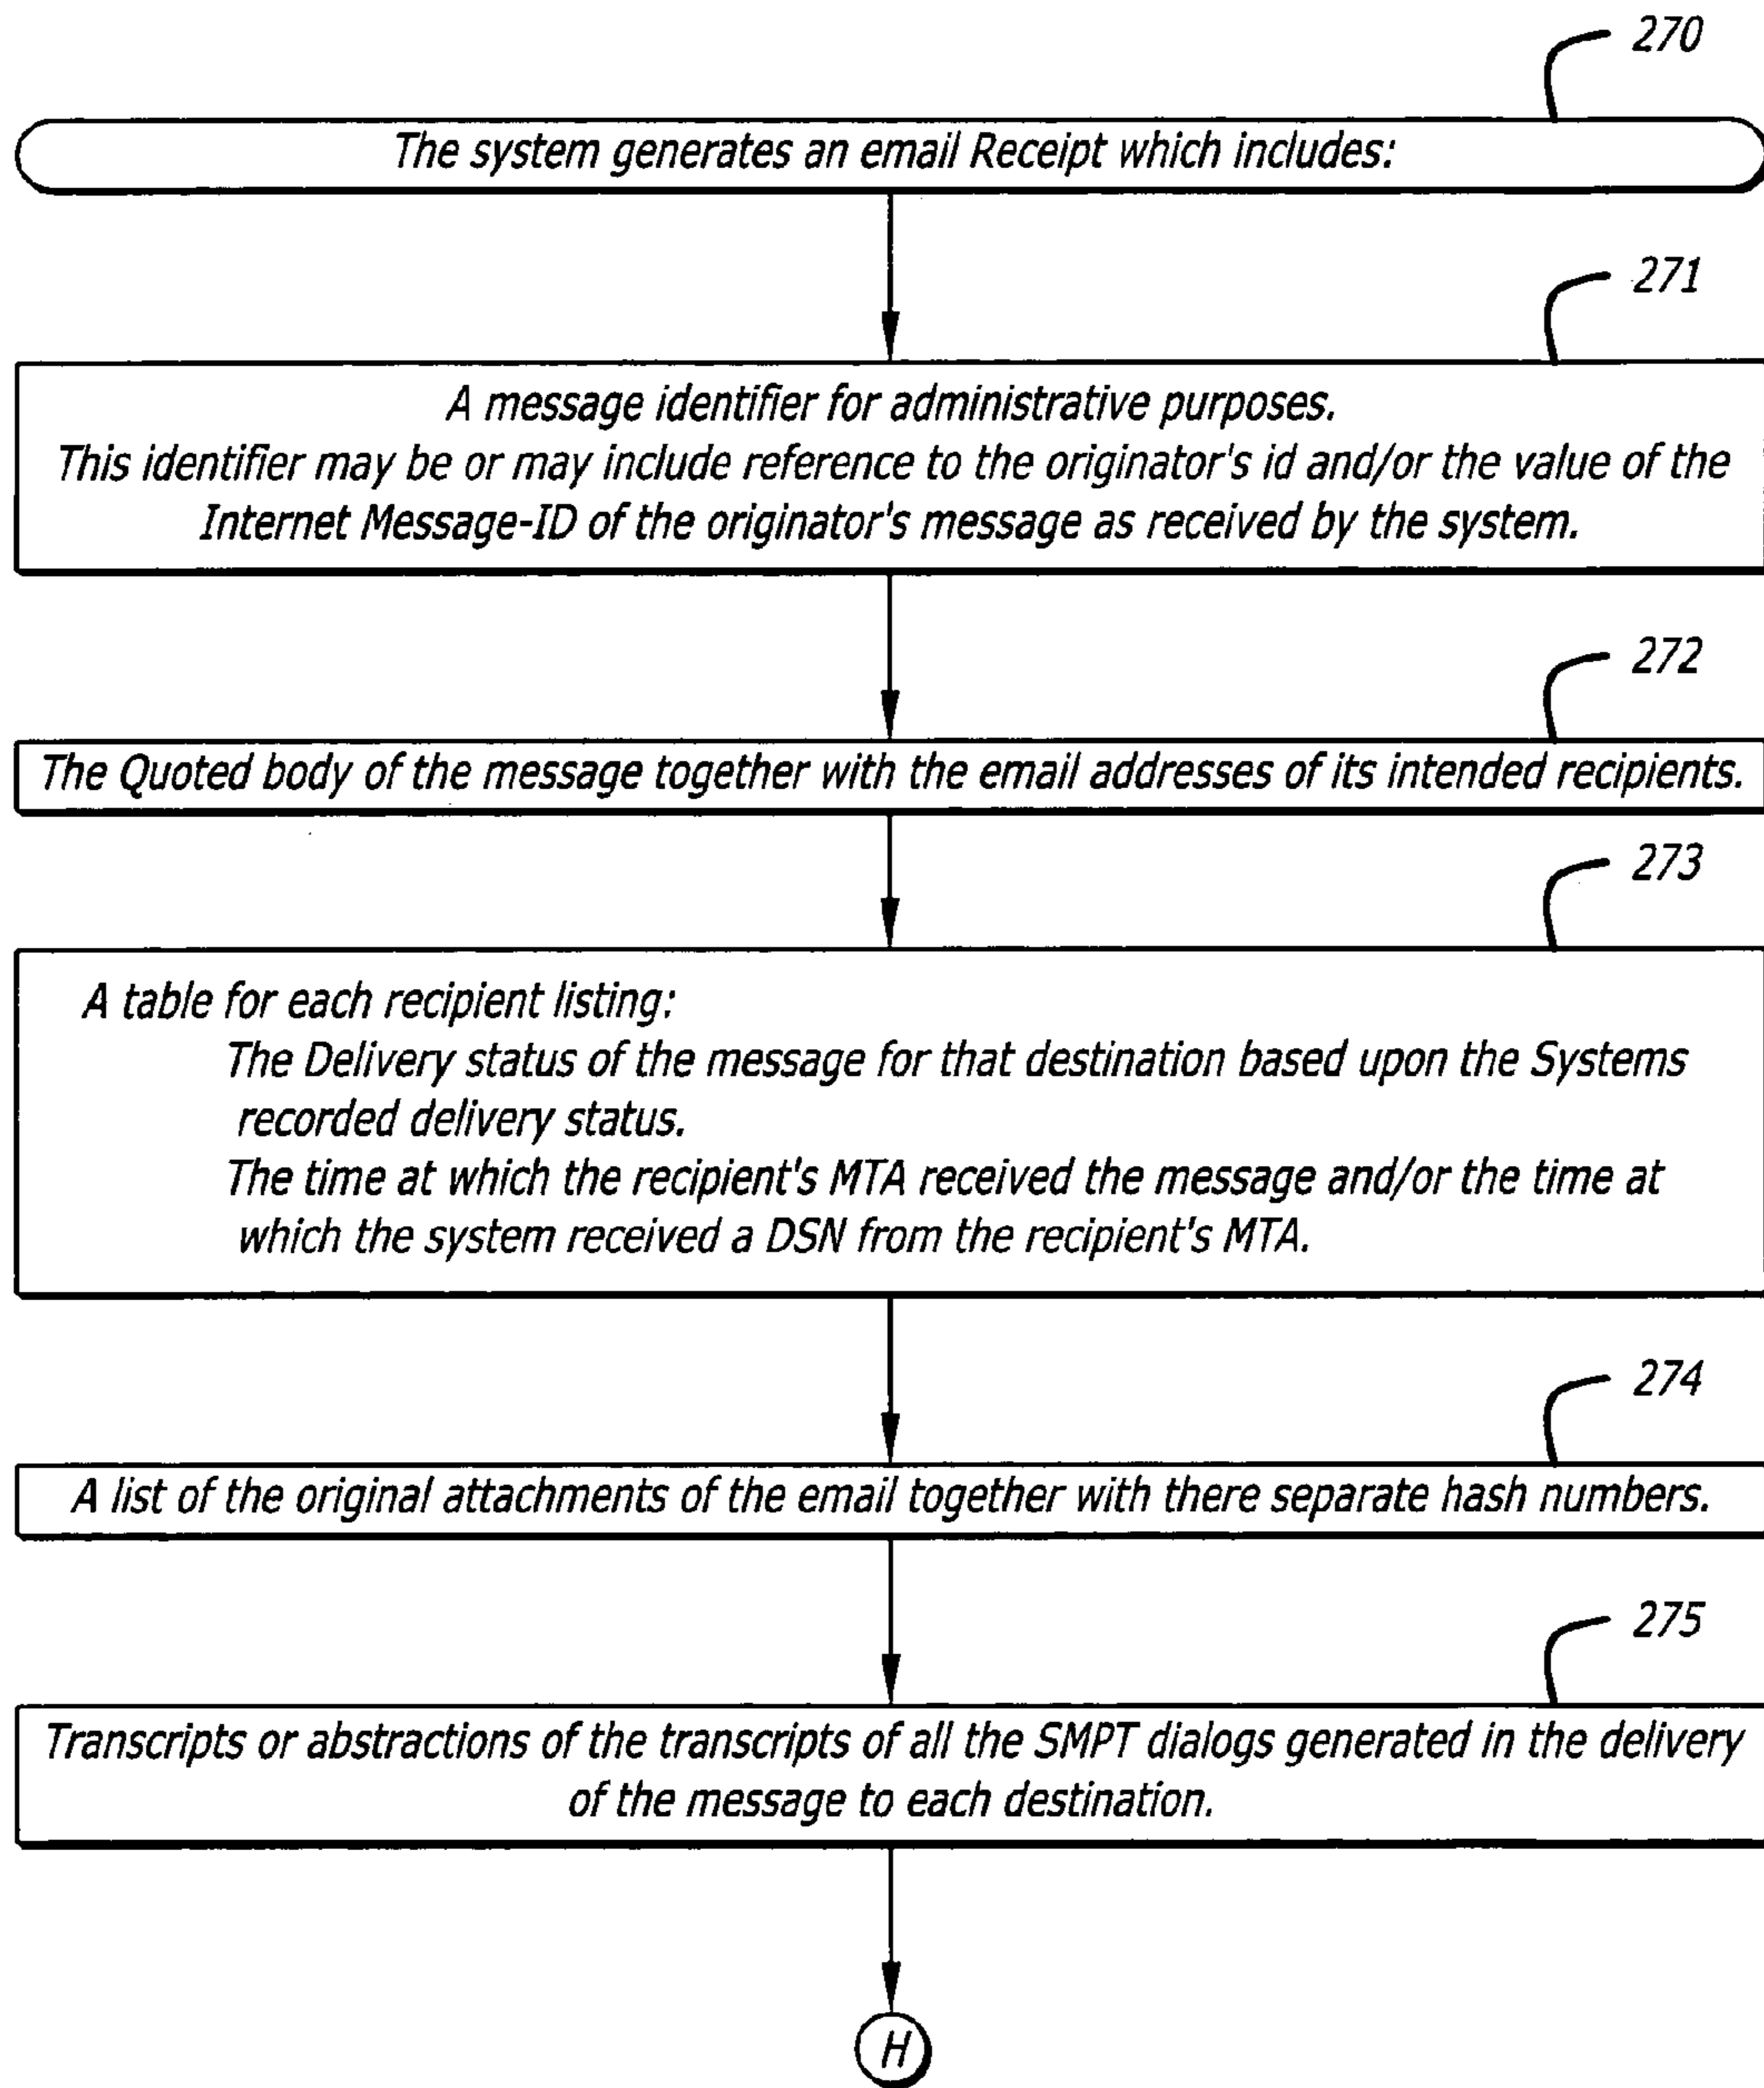 270
The system generates an email Receipt which includes:
271
A message identifier for administrative purposes.
This identifier may be or may include reference to the originator's id and/or the value of the
Internet Message-ID of the originator's message as received by the system.
272
The Quoted body of the message together with the email addresses of its intended recipients.
273
A table for each recipient listing:
The Delivery status of the message for that destination based upon the Systems
recorded delivery status.
The time at which the recipient's MTA received the message and/or the time at
which the system received a DSN from the recipient's MTA.
274
A list of the original attachments of the email together with there separate hash numbers.
275
Transcripts or abstractions of the transcripts of all the SMPT dialogs generated in the delivery
of the message to each destination.
H